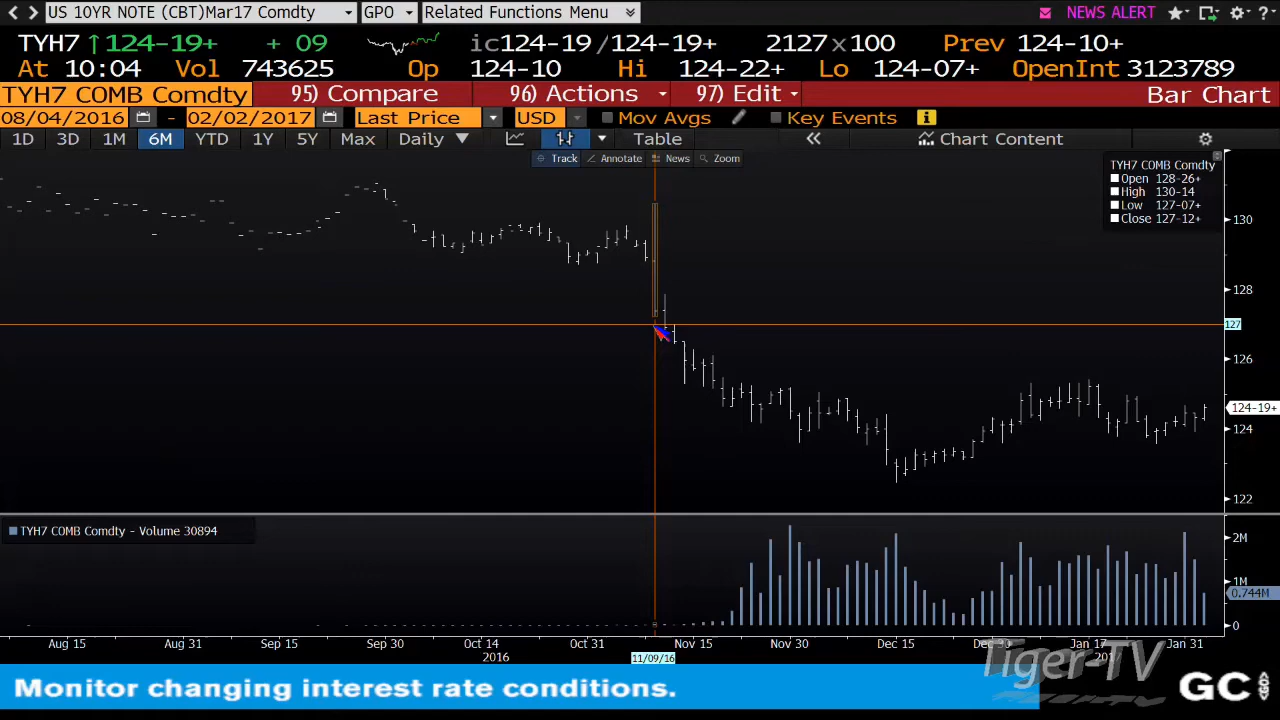 US 10YR NOTE (CBT)Mar17 Comdty GPO Related Functions Menu NEWS ALERT
TYH7 ↑124-19+ + 09 ic124-19 /124-19+ 2127x100 Prev 124-10+
At 10:04 Vol 743625 Op 124-10 Hi 124-22+ Lo 124-07+ OpenInt 3123789
TYH7 COMB Comdty 95) Compare 96) Actions 97) Edit Bar Chart
08/04/2016 - 02/02/2017 Last Price USD Mov Avgs Key Events
1D 3D 1M 6M YTD 1Y 5Y Max Daily ▼ Table « Chart Content
Track Annotate News Zoom
TYH7 COMB Comdty
Open 128-26+
High 130-14
Low 127-07+
Close 127-12+
130
128
127
126
124-19+
124
122
TYH7 COMB Comdty - Volume 30894
2M
1M
0.744M
0
Aug 15 Aug 31 Sep 15 Sep 30 Oct 14 Oct 31 Nov 15 Nov 30 Dec 15 Dec 30 Jan 17 Jan 31
2016 11/09/16 2017
Tiger-TV
Monitor changing interest rate conditions.
GC